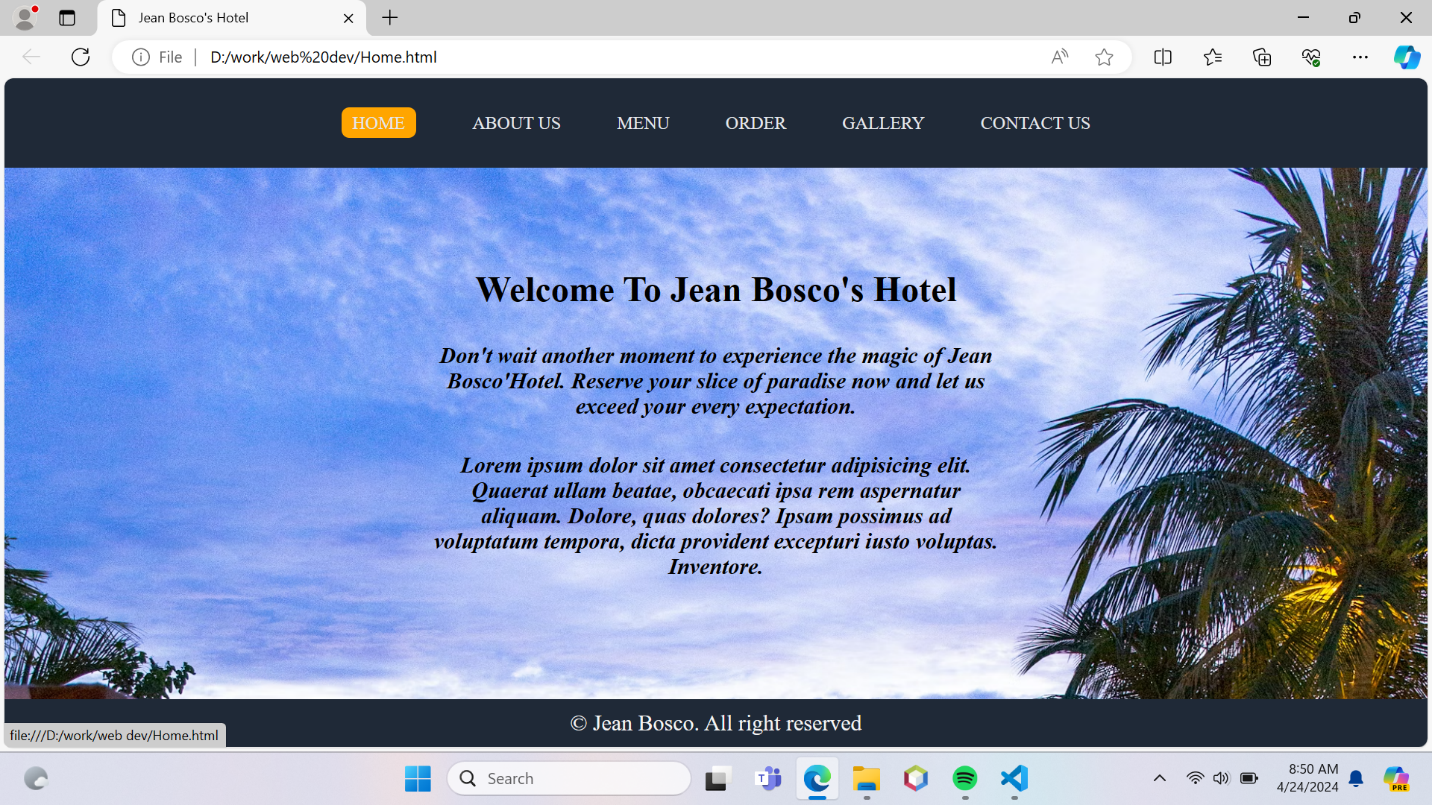 Jean Bosco's Hotel
File
D:/work/web%20dev/Home.html
HOME ABOUT US MENU ORDER GALLERY CONTACT US
Welcome To Jean Bosco's Hotel
Don't wait another moment to experience the magic of Jean
Bosco'Hotel. Reserve your slice of paradise now and let us
exceed your every expectation.
Lorem ipsum dolor sit amet consectetur adipisicing elit.
Quaerat ullam beatae, obcaecati ipsa rem aspernatur
aliquam. Dolore, quas dolores? Ipsam possimus ad
voluptatum tempora, dicta provident excepturi iusto voluptas.
Inventore.
© Jean Bosco. All right reserved
file:///D:/work/web dev/Home.html
Search
8:50 AM
4/24/2024
PRE